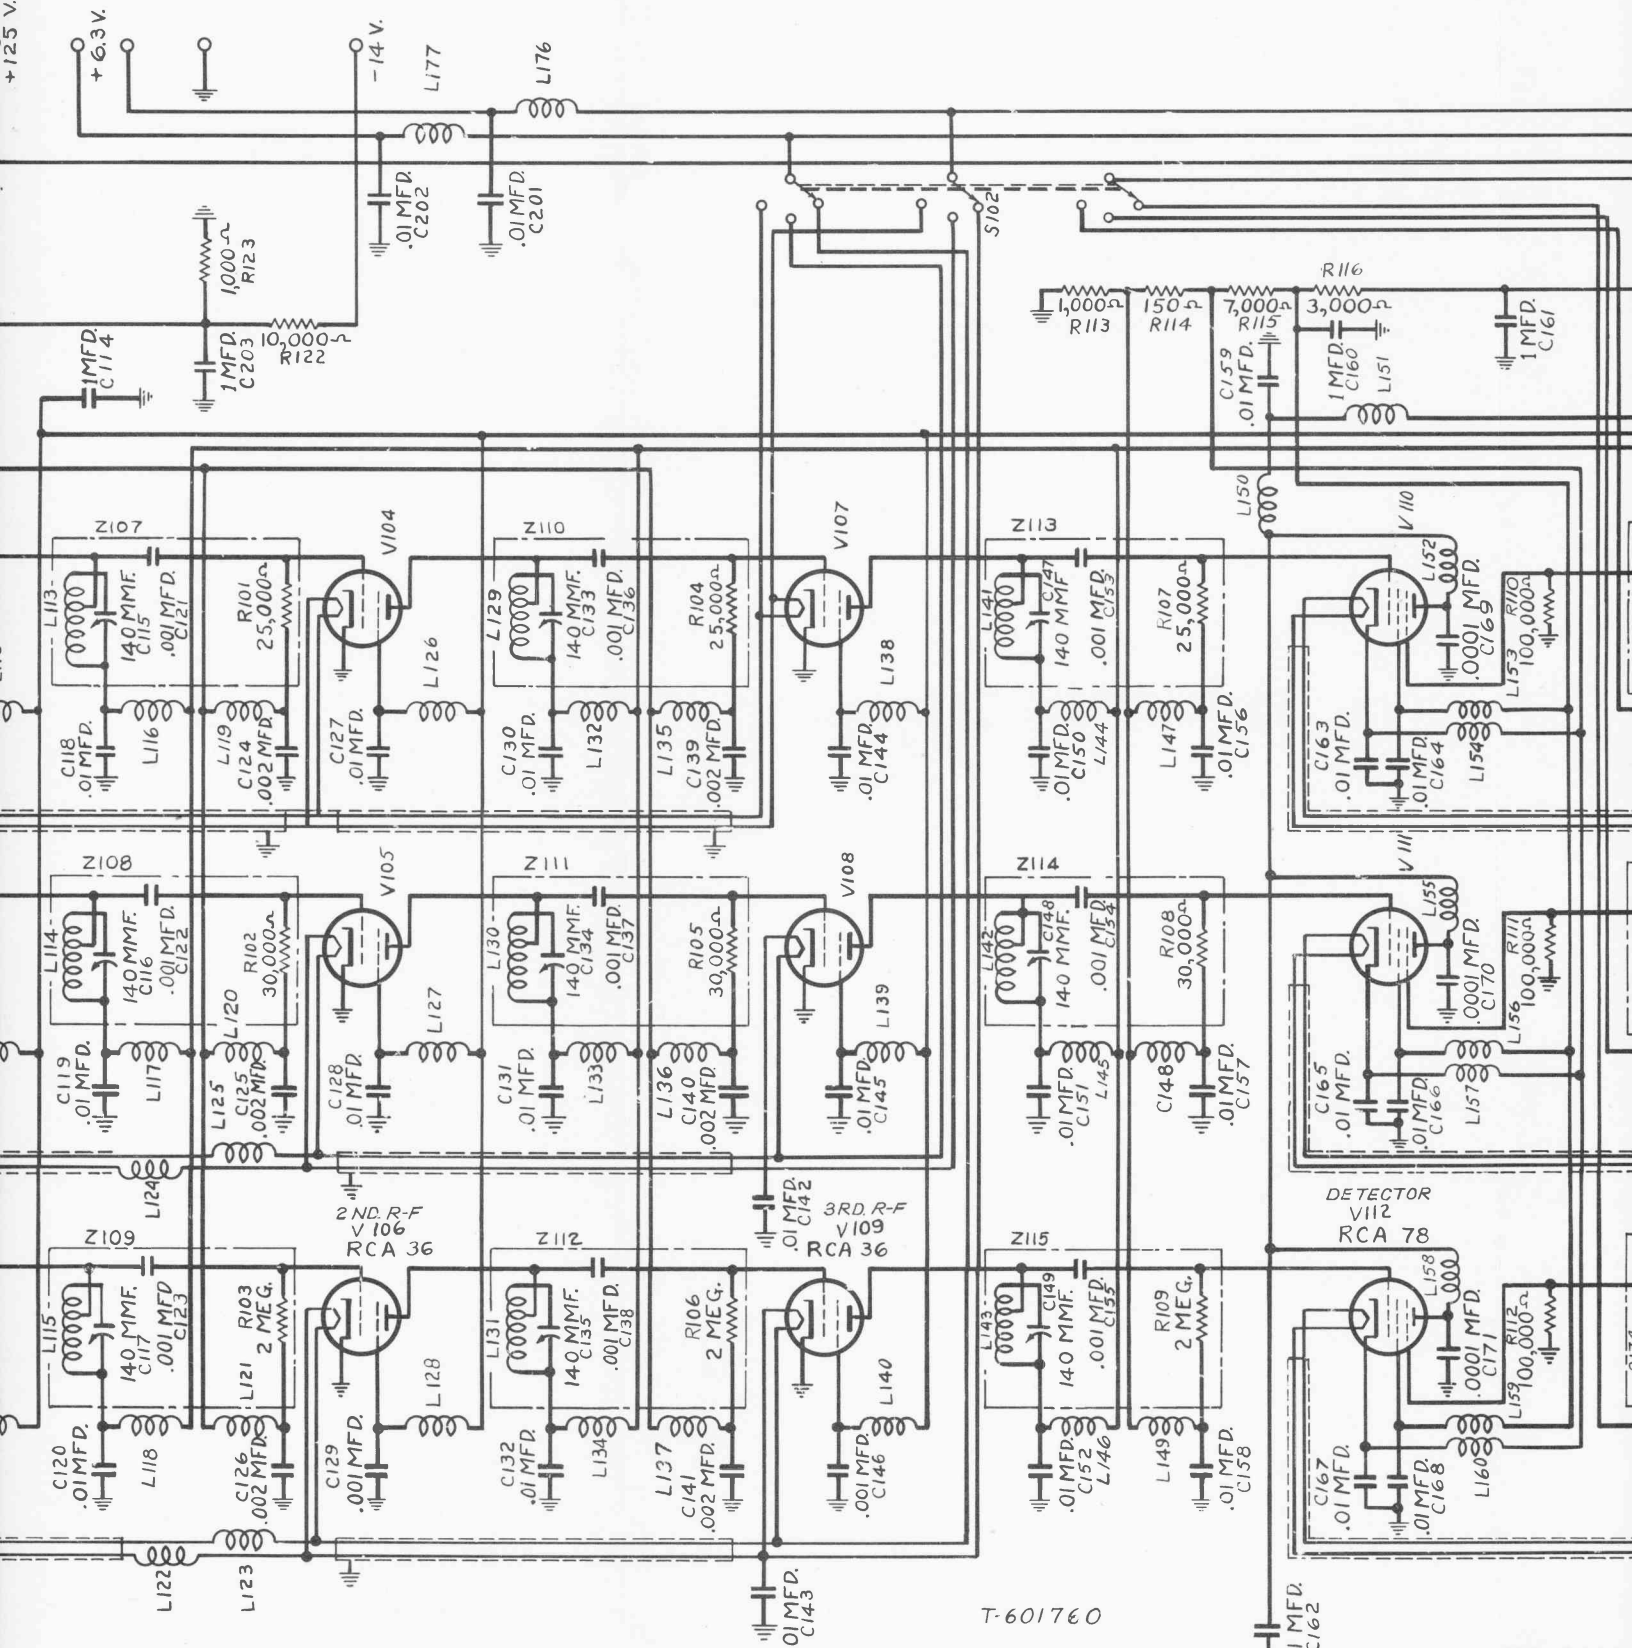 +125 V.
+6.3 V.
-14 V.
L177
L176
.01 MFD.
C202
.01 MFD.
C201
S102
1,000Ω
R123
10,000Ω
R122
1 MFD.
C203
1 MFD.
C114
1,000Ω
R113
150Ω
R114
7,000Ω
R115
R116
3,000Ω
1 MFD.
C161
C159
.01 MFD.
1 MFD.
C160
L151
L150
Z107
L113
140 MMF.
C115
.001 MFD.
C121
R101
25,000Ω
V104
L126
C118
.01 MFD.
L116
L119
C124
.002 MFD.
C127
.01 MFD.
Z110
L129
140 MMF.
C133
.001 MFD.
C136
R104
25,000Ω
V107
L138
C130
.01 MFD.
L132
L135
C139
.002 MFD.
.01 MFD.
C144
Z113
L141
C147
140 MMF
.001 MFD.
C153
R107
25,000Ω
.01 MFD.
C150
L144
L147
.01 MFD.
C156
V110
L152
.0001 MFD.
C169
R110
100,000Ω
L153
C163
.01 MFD.
.01 MFD.
C164
L154
Z108
L114
140 MMF.
C116
.001 MFD.
C122
R102
30,000Ω
V105
L127
C119
.01 MFD.
L117
L120
L125
C125
.002 MFD.
C128
.01 MFD.
L124
Z111
L130
140 MMF.
C134
.001 MFD.
C137
R105
30,000Ω
V108
L139
C131
.01 MFD.
L133
L136
C140
.002 MFD.
.01 MFD.
C145
.01 MFD.
C142
Z114
L142
C148
140 MMF.
.001 MFD.
C154
R108
30,000Ω
.01 MFD.
C151
L145
C148
.01 MFD.
C157
V111
L155
.0001 MFD.
C170
R111
100,000Ω
L156
C165
.01 MFD.
.01 MFD.
C166
L157
Z109
L115
140 MMF.
C117
.001 MFD
C123
R103
2 MEG.
2ND. R-F
V106
RCA 36
L128
C120
.01 MFD.
L118
L121
C126
.002 MFD.
C129
.001 MFD.
L122
L123
Z112
L131
140 MMF.
C135
.001 MFD.
C138
R106
2 MEG.
3RD. R-F
V109
RCA 36
L140
C132
.01 MFD.
L134
L137
C141
.002 MFD.
.001 MFD.
C146
01 MFD.
C143
Z115
L143
C149
140 MMF.
.001 MFD.
C155
R109
2 MEG.
.01 MFD.
C152
L146
L149
.01 MFD.
C158
DETECTOR
V112
RCA 78
L158
.0001 MFD.
C171
R112
100,000Ω
L159
C167
.01 MFD.
.01 MFD.
C168
L160
T-601760
1 MFD.
C162